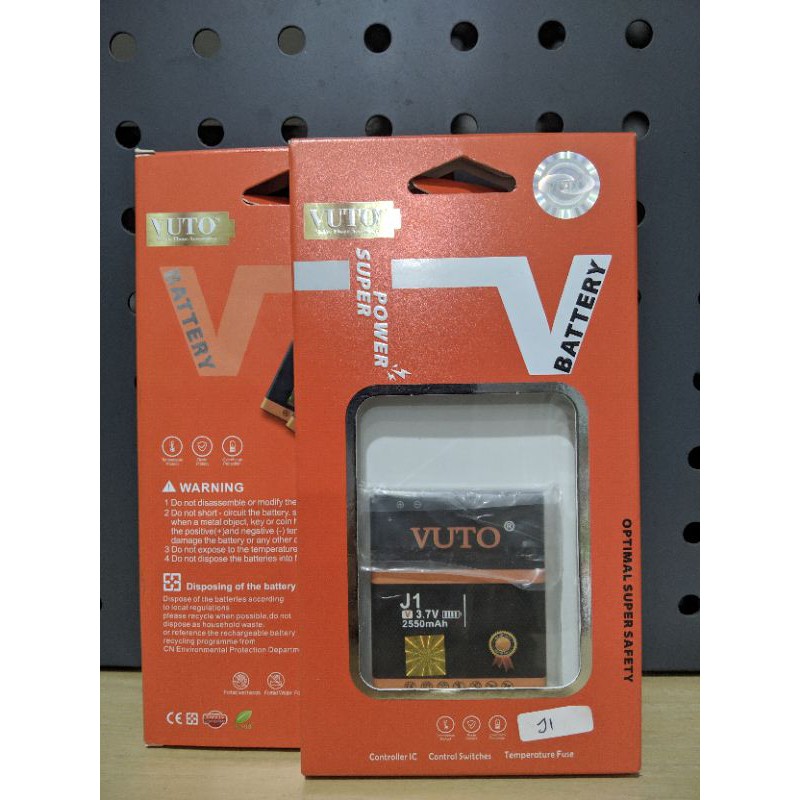 VUTO
BATTERY
WARNING
1 Do not disassemble or modify the
2 Do not short - circuit the battery. s
when a metal object, key or coin
the positive(+)and negative (-) ter
damage the battery or any other
3 Do not expose to the temperature
4 Do not dispose the batteries into
Disposing of the battery
Dispose of the batteries according
to local regulations
please recycle when possible.do not
dispose as household waste.
or reference the rechargeable battery
recycling programme from
CN Environmental Protection Departm
CE
VUTO
SUPER
POWER
BATTERY
VUTO®
J1
V 3.7V
2550mAh
OPTIMAL SUPER SAFETY
J1
Controller IC Control Switches Temperature Fuse